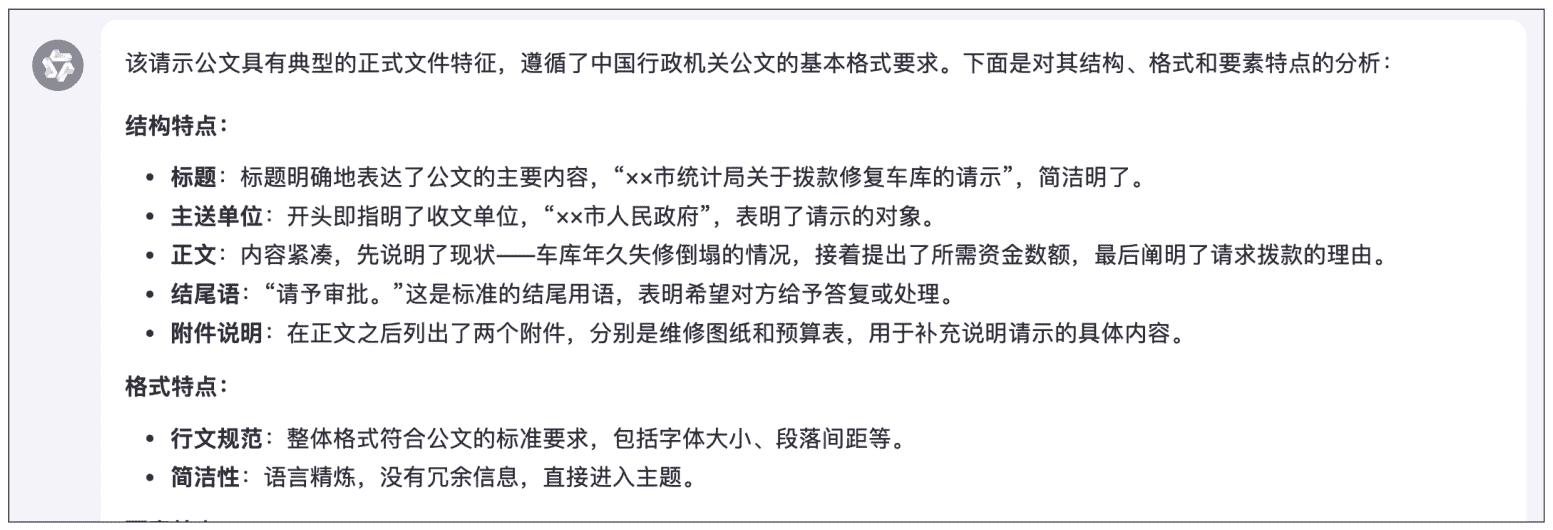 该请示公文具有典型的正式文件特征，遵循了中国行政机关公文的基本格式要求。下面是对其结构、格式和要素特点的分析：
结构特点：
• 标题：标题明确地表达了公文的主要内容，“××市统计局关于拨款修复车库的请示”，简洁明了。
• 主送单位：开头即指明了收文单位，“××市人民政府”，表明了请示的对象。
• 正文：内容紧凑，先说明了现状——车库年久失修倒塌的情况，接着提出了所需资金数额，最后阐明了请求拨款的理由。
• 结尾语：“请予审批。”这是标准的结尾用语，表明希望对方给予答复或处理。
• 附件说明：在正文之后列出了两个附件，分别是维修图纸和预算表，用于补充说明请示的具体内容。
格式特点：
• 行文规范：整体格式符合公文的标准要求，包括字体大小、段落间距等。
• 简洁性：语言精炼，没有冗余信息，直接进入主题。